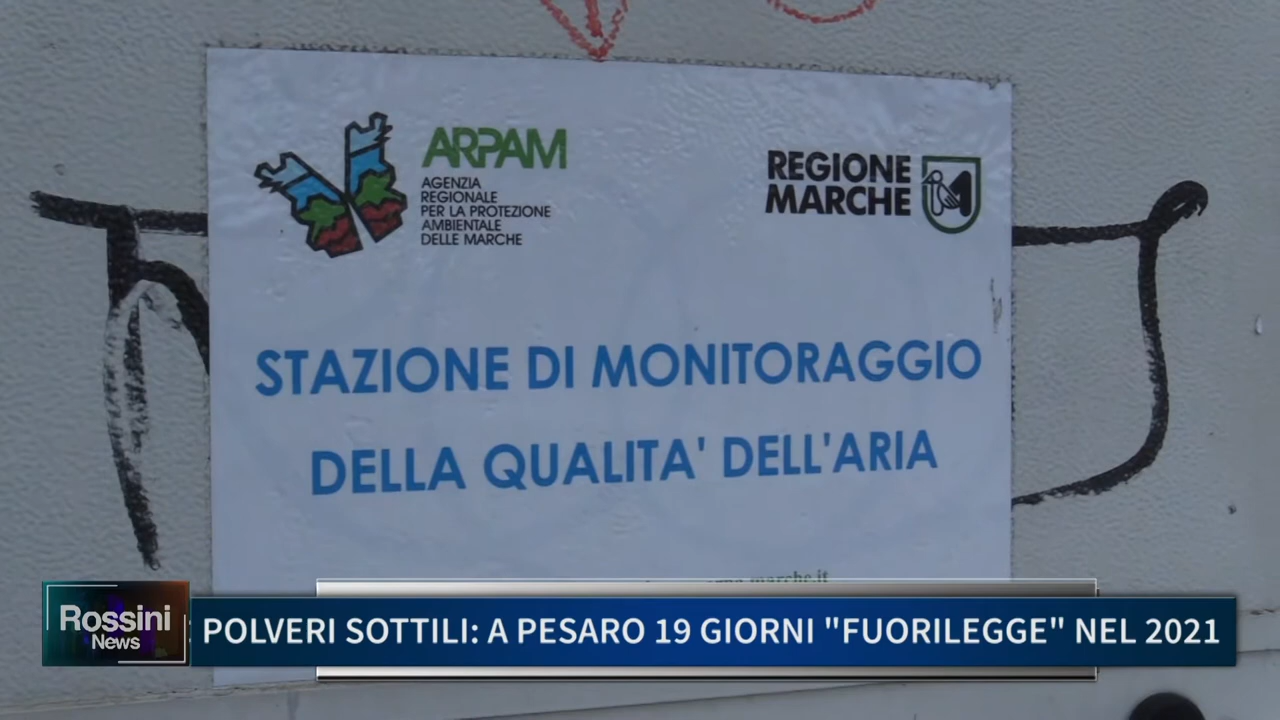 ARPAM
AGENZIA
REGIONALE
PER LA PROTEZIONE
AMBIENTALE
DELLE MARCHE
REGIONE
MARCHE
STAZIONE DI MONITORAGGIO
DELLA QUALITA' DELL'ARIA
Rossini
News
POLVERI SOTTILI: A PESARO 19 GIORNI "FUORILEGGE" NEL 2021